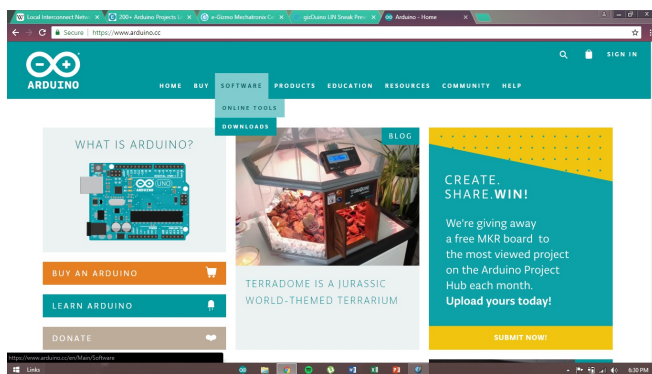 Local Interconnect Netw
200+ Arduino Projects Li
e-Gizmo Mechatronix Ce
gizDuino LIN Sneak Prev
Arduino - Home
Secure
https://www.arduino.cc
SIGN IN
ARDUINO
HOME BUY SOFTWARE PRODUCTS EDUCATION RESOURCES COMMUNITY HELP
ONLINE TOOLS
DOWNLOADS
WHAT IS ARDUINO?
UNO
BUY AN ARDUINO
LEARN ARDUINO
DONATE
BLOG
TERRADOME IS A JURASSIC
WORLD-THEMED TERRARIUM
CREATE.
SHARE.WIN!
We're giving away
a free MKR board to
the most viewed project
on the Arduino Project
Hub each month.
Upload yours today!
SUBMIT NOW!
https://www.arduino.cc/en/Main/Software
Links
6:30 PM